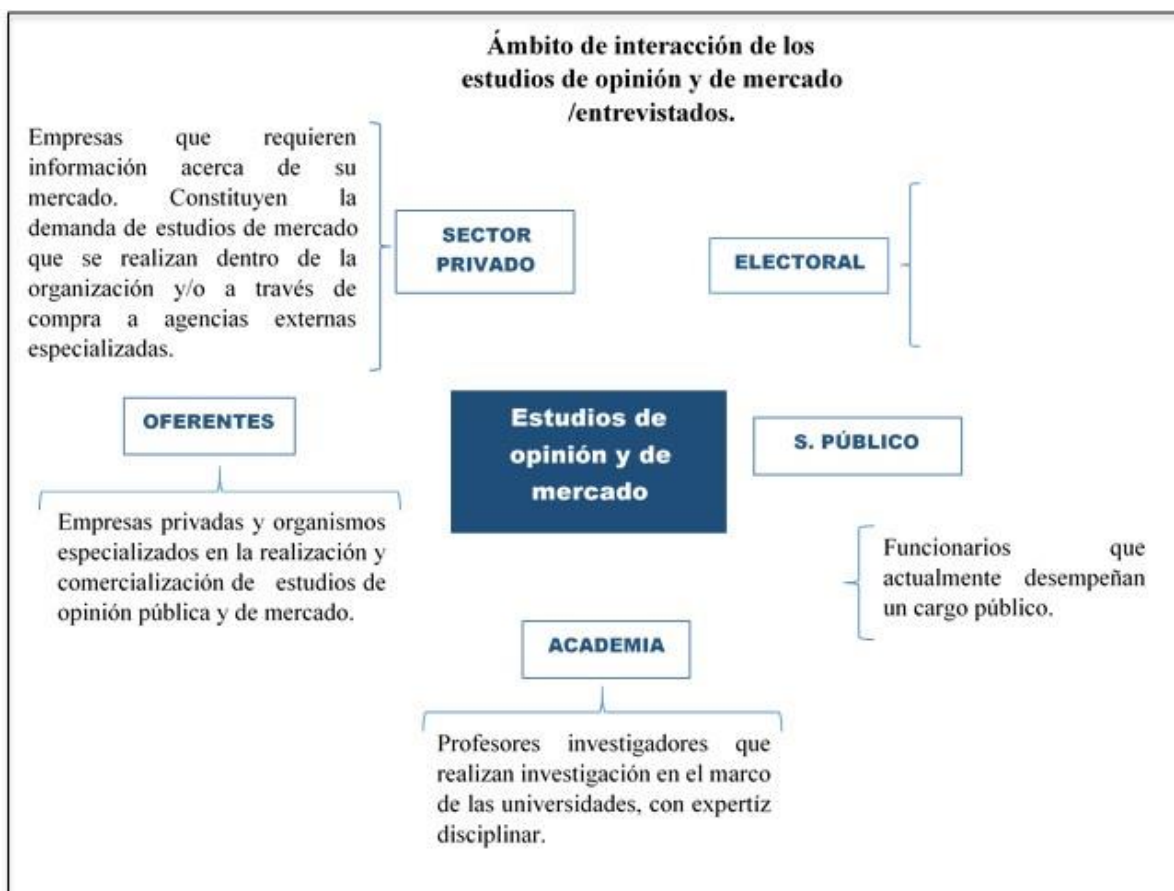 Ámbito de interacción de los
estudios de opinión y de mercado
/entrevistados.
Empresas que requieren
información acerca de su
mercado. Constituyen la
demanda de estudios de mercado
que se realizan dentro de la
organización y/o a través de
compra a agencias externas
especializadas.
SECTOR
PRIVADO
ELECTORAL
OFERENTES
Empresas privadas y organismos
especializados en la realización y
comercialización de estudios de
opinión pública y de mercado.
Estudios de
opinión y de
mercado
S. PÚBLICO
Funcionarios que
actualmente desempeñan
un cargo público.
ACADEMIA
Profesores investigadores que
realizan investigación en el marco
de las universidades, con expertíz
disciplinar.